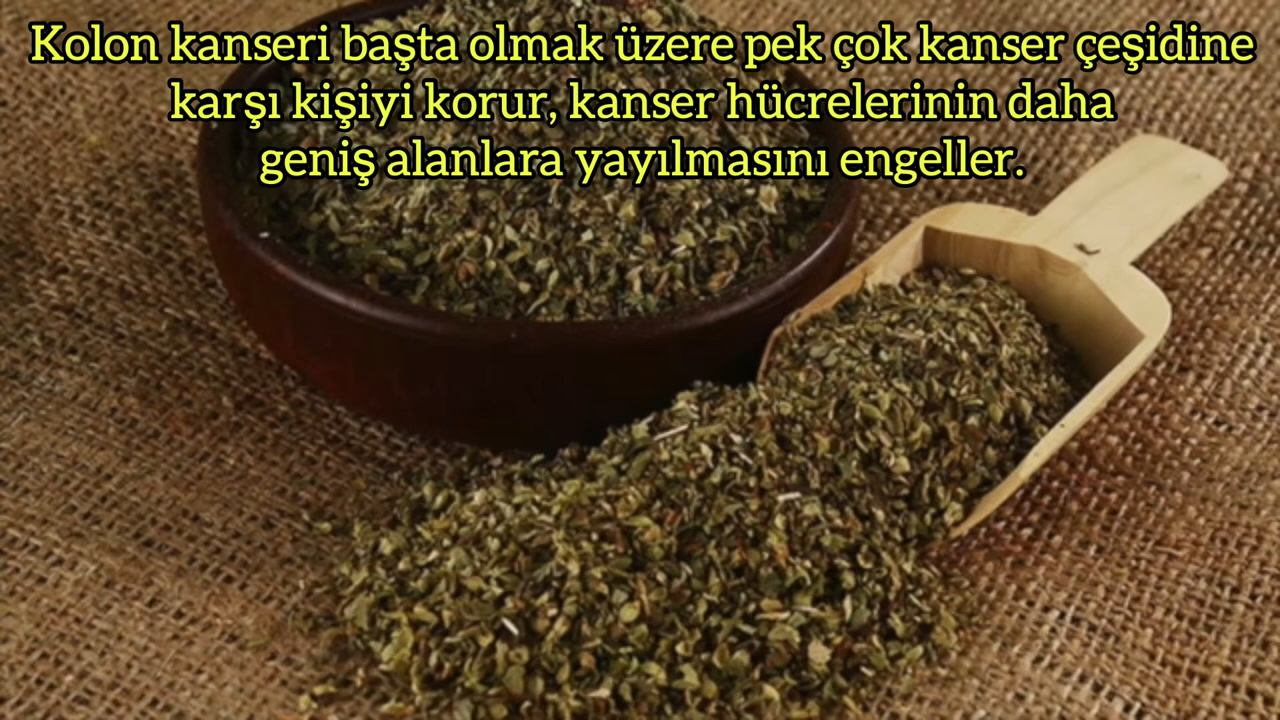 Kolon kanseri başta olmak üzere pek çok kanser çeşidine
karşı kişiyi korur, kanser hücrelerinin daha
geniş alanlara yayılmasını engeller.